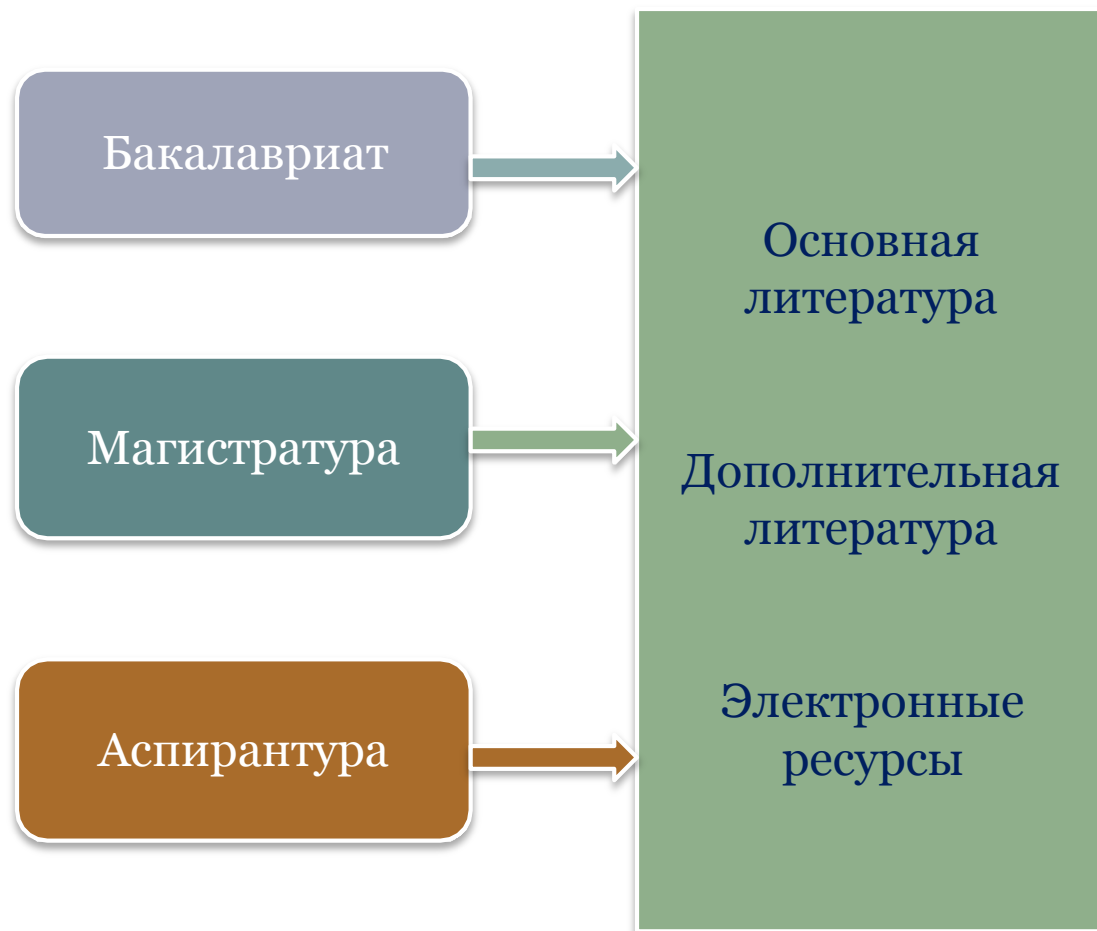 Бакалавриат
Магистратура
Аспирантура
Основная
литература
Дополнительная
литература
Электронные
ресурсы